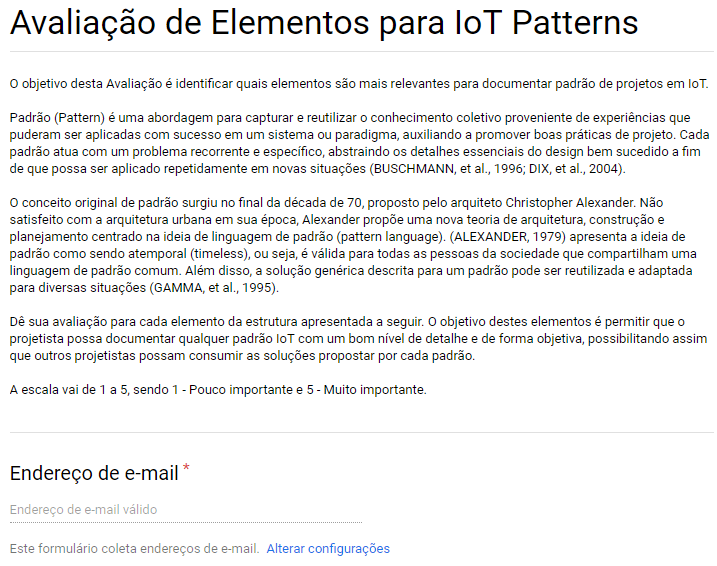 Avaliação de Elementos para IoT Patterns
O objetivo desta Avaliação é identificar quais elementos são mais relevantes para documentar padrão de projetos em IoT.
Padrão (Pattern) é uma abordagem para capturar e reutilizar o conhecimento coletivo proveniente de experiências que
puderam ser aplicadas com sucesso em um sistema ou paradigma, auxiliando a promover boas práticas de projeto. Cada
padrão atua com um problema recorrente e específico, abstraindo os detalhes essenciais do design bem sucedido a fim
de que possa ser aplicado repetidamente em novas situações (BUSCHMANN, et al., 1996; DIX, et al., 2004).
O conceito original de padrão surgiu no final da década de 70, proposto pelo arquiteto Christopher Alexander. Não
satisfeito com a arquitetura urbana em sua época, Alexander propõe uma nova teoria de arquitetura, construção e
planejamento centrado na ideia de linguagem de padrão (pattern language). (ALEXANDER, 1979) apresenta a ideia de
padrão como sendo atemporal (timeless), ou seja, é válida para todas as pessoas da sociedade que compartilham uma
linguagem de padrão comum. Além disso, a solução genérica descrita para um padrão pode ser reutilizada e adaptada
para diversas situações (GAMMA, et al., 1995).
Dê sua avaliação para cada elemento da estrutura apresentada a seguir. O objetivo destes elementos é permitir que o
projetista possa documentar qualquer padrão IoT com um bom nível de detalhe e de forma objetiva, possibilitando assim
que outros projetistas possam consumir as soluções propostar por cada padrão.
A escala vai de 1 a 5, sendo 1 - Pouco importante e 5 - Muito importante.
Endereço de e-mail *
Endereço de e-mail válido
Este formulário coleta endereços de e-mail. Alterar configurações